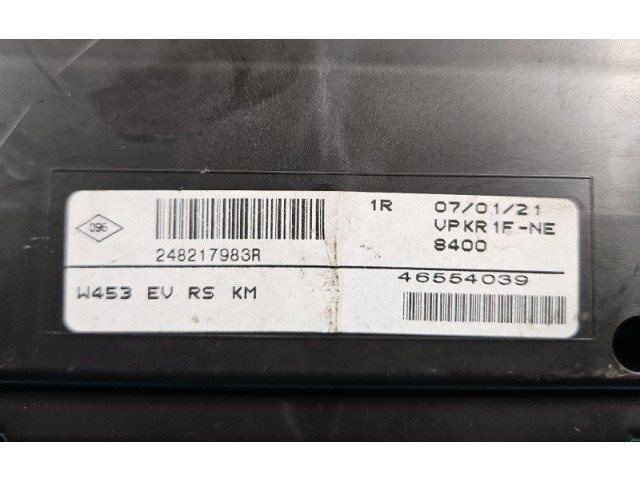 096
248217983R
W453 EV RS KM
1R 07/01/21
VPKR1F-NE
8400
46554039